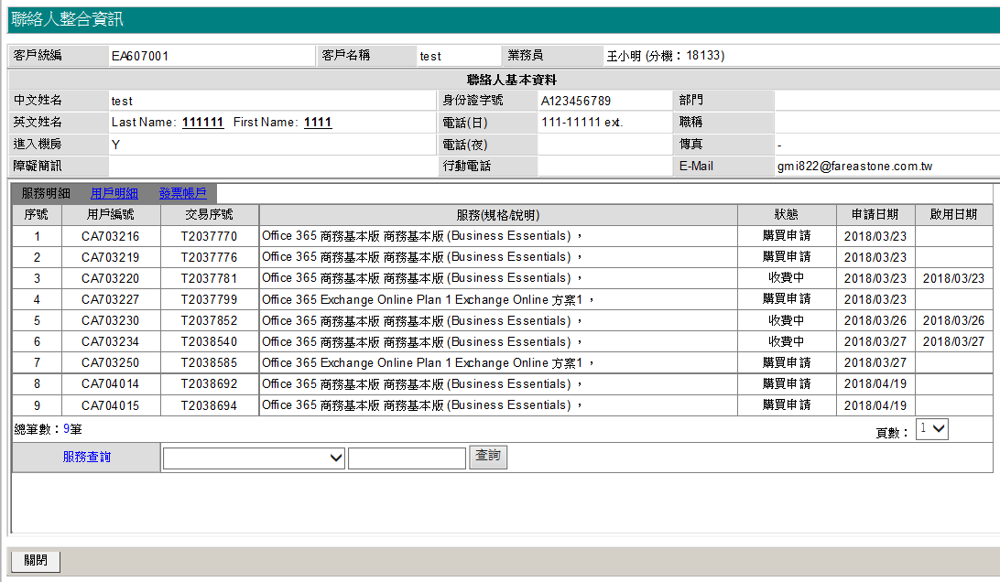 聯絡人整合資訊
客戶統編 EA607001 客戶名稱 test 業務員 王小明 (分機：18133)
聯絡人基本資料
中文姓名 test 身份證字號 A123456789 部門
英文姓名 Last Name: 111111 First Name: 1111 電話(日) 111-11111 ext. 職稱
進入機房 Y 電話(夜) 傳真 -
障礙簡訊 行動電話 E-Mail gmi822@fareastone.com.tw
服務明細 用戶明細 發票帳戶
序號 用戶編號 交易序號 服務(規格/說明) 狀態 申請日期 啟用日期
1 CA703216 T2037770 Office 365 商務基本版 商務基本版 (Business Essentials) ， 購買申請 2018/03/23
2 CA703219 T2037776 Office 365 商務基本版 商務基本版 (Business Essentials) ， 購買申請 2018/03/23
3 CA703220 T2037781 Office 365 商務基本版 商務基本版 (Business Essentials) ， 收費中 2018/03/23 2018/03/23
4 CA703227 T2037799 Office 365 Exchange Online Plan 1 Exchange Online 方案1 ， 購買申請 2018/03/23
5 CA703230 T2037852 Office 365 商務基本版 商務基本版 (Business Essentials) ， 收費中 2018/03/26 2018/03/26
6 CA703234 T2038540 Office 365 商務基本版 商務基本版 (Business Essentials) ， 收費中 2018/03/27 2018/03/27
7 CA703250 T2038585 Office 365 Exchange Online Plan 1 Exchange Online 方案1 ， 購買申請 2018/03/27
8 CA704014 T2038692 Office 365 商務基本版 商務基本版 (Business Essentials) ， 購買申請 2018/04/19
9 CA704015 T2038694 Office 365 商務基本版 商務基本版 (Business Essentials) ， 購買申請 2018/04/19
總筆數：9筆 頁數： 1
服務查詢 查詢
關閉